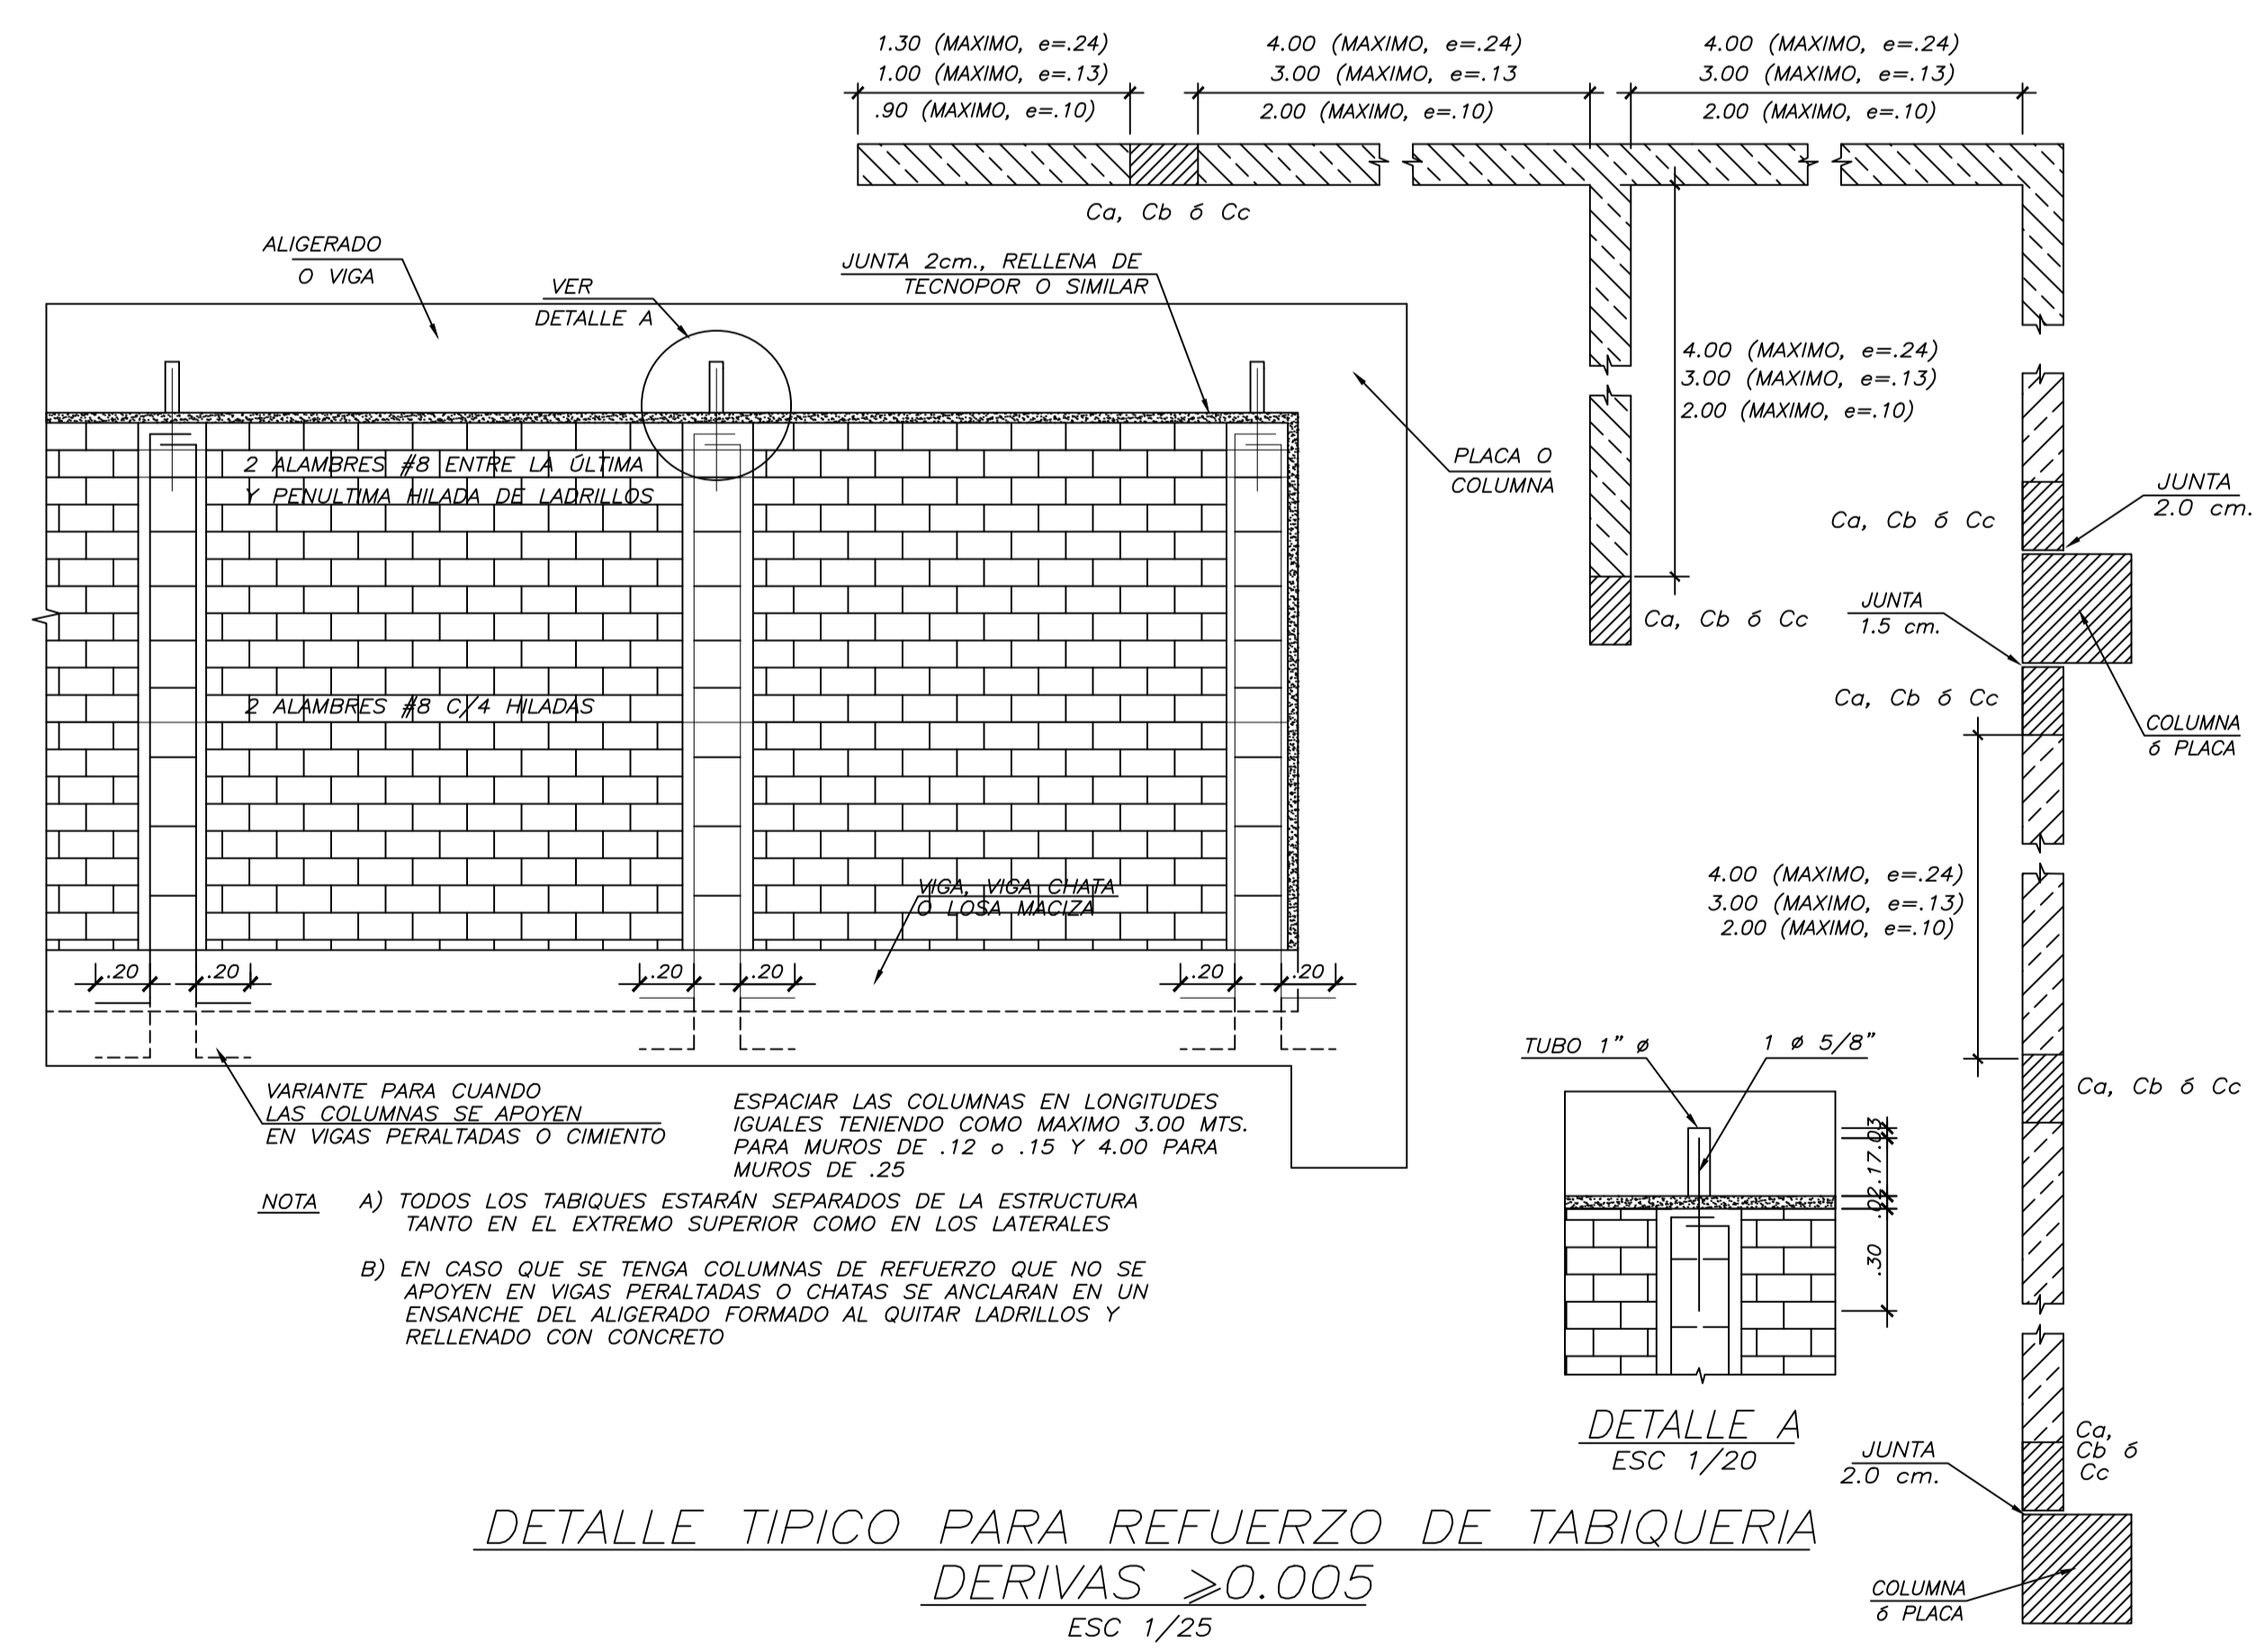 1.30 (MAXIMO, e=.24)
1.00 (MAXIMO, e=.13)
.90 (MAXIMO, e=.10)
4.00 (MAXIMO, e=.24)
3.00 (MAXIMO, e=.13
2.00 (MAXIMO, e=.10)
4.00 (MAXIMO, e=.24)
3.00 (MAXIMO, e=.13)
2.00 (MAXIMO, e=.10)
Ca, Cb ó Cc
ALIGERADO
O VIGA
VER
DETALLE A
JUNTA 2cm., RELLENA DE
TECNOPOR O SIMILAR
4.00 (MAXIMO, e=.24)
3.00 (MAXIMO, e=.13)
2.00 (MAXIMO, e=.10)
PLACA O
COLUMNA
2 ALAMBRES #8 ENTRE LA ÚLTIMA
Y PENULTIMA HILADA DE LADRILLOS
JUNTA
2.0 cm.
Ca, Cb ó Cc
Ca, Cb ó Cc
JUNTA
1.5 cm.
Ca, Cb ó Cc
COLUMNA
ó PLACA
2 ALAMBRES #8 C/4 HILADAS
VIGA, VIGA CHATA
O LOSA MACIZA
4.00 (MAXIMO, e=.24)
3.00 (MAXIMO, e=.13)
2.00 (MAXIMO, e=.10)
.20 .20 .20 .20 .20 .20
TUBO 1" ø
1 ø 5/8"
Ca, Cb ó Cc
VARIANTE PARA CUANDO
LAS COLUMNAS SE APOYEN
EN VIGAS PERALTADAS O CIMIENTO
ESPACIAR LAS COLUMNAS EN LONGITUDES
IGUALES TENIENDO COMO MAXIMO 3.00 MTS.
PARA MUROS DE .12 o .15 Y 4.00 PARA
MUROS DE .25
.03
.17
.02
.30
NOTA A) TODOS LOS TABIQUES ESTARÁN SEPARADOS DE LA ESTRUCTURA
TANTO EN EL EXTREMO SUPERIOR COMO EN LOS LATERALES
B) EN CASO QUE SE TENGA COLUMNAS DE REFUERZO QUE NO SE
APOYEN EN VIGAS PERALTADAS O CHATAS SE ANCLARAN EN UN
ENSANCHE DEL ALIGERADO FORMADO AL QUITAR LADRILLOS Y
RELLENADO CON CONCRETO
DETALLE A
ESC 1/20
Ca,
Cb ó
Cc
JUNTA
2.0 cm.
COLUMNA
ó PLACA
DETALLE TIPICO PARA REFUERZO DE TABIQUERIA
DERIVAS ⩾0.005
ESC 1/25